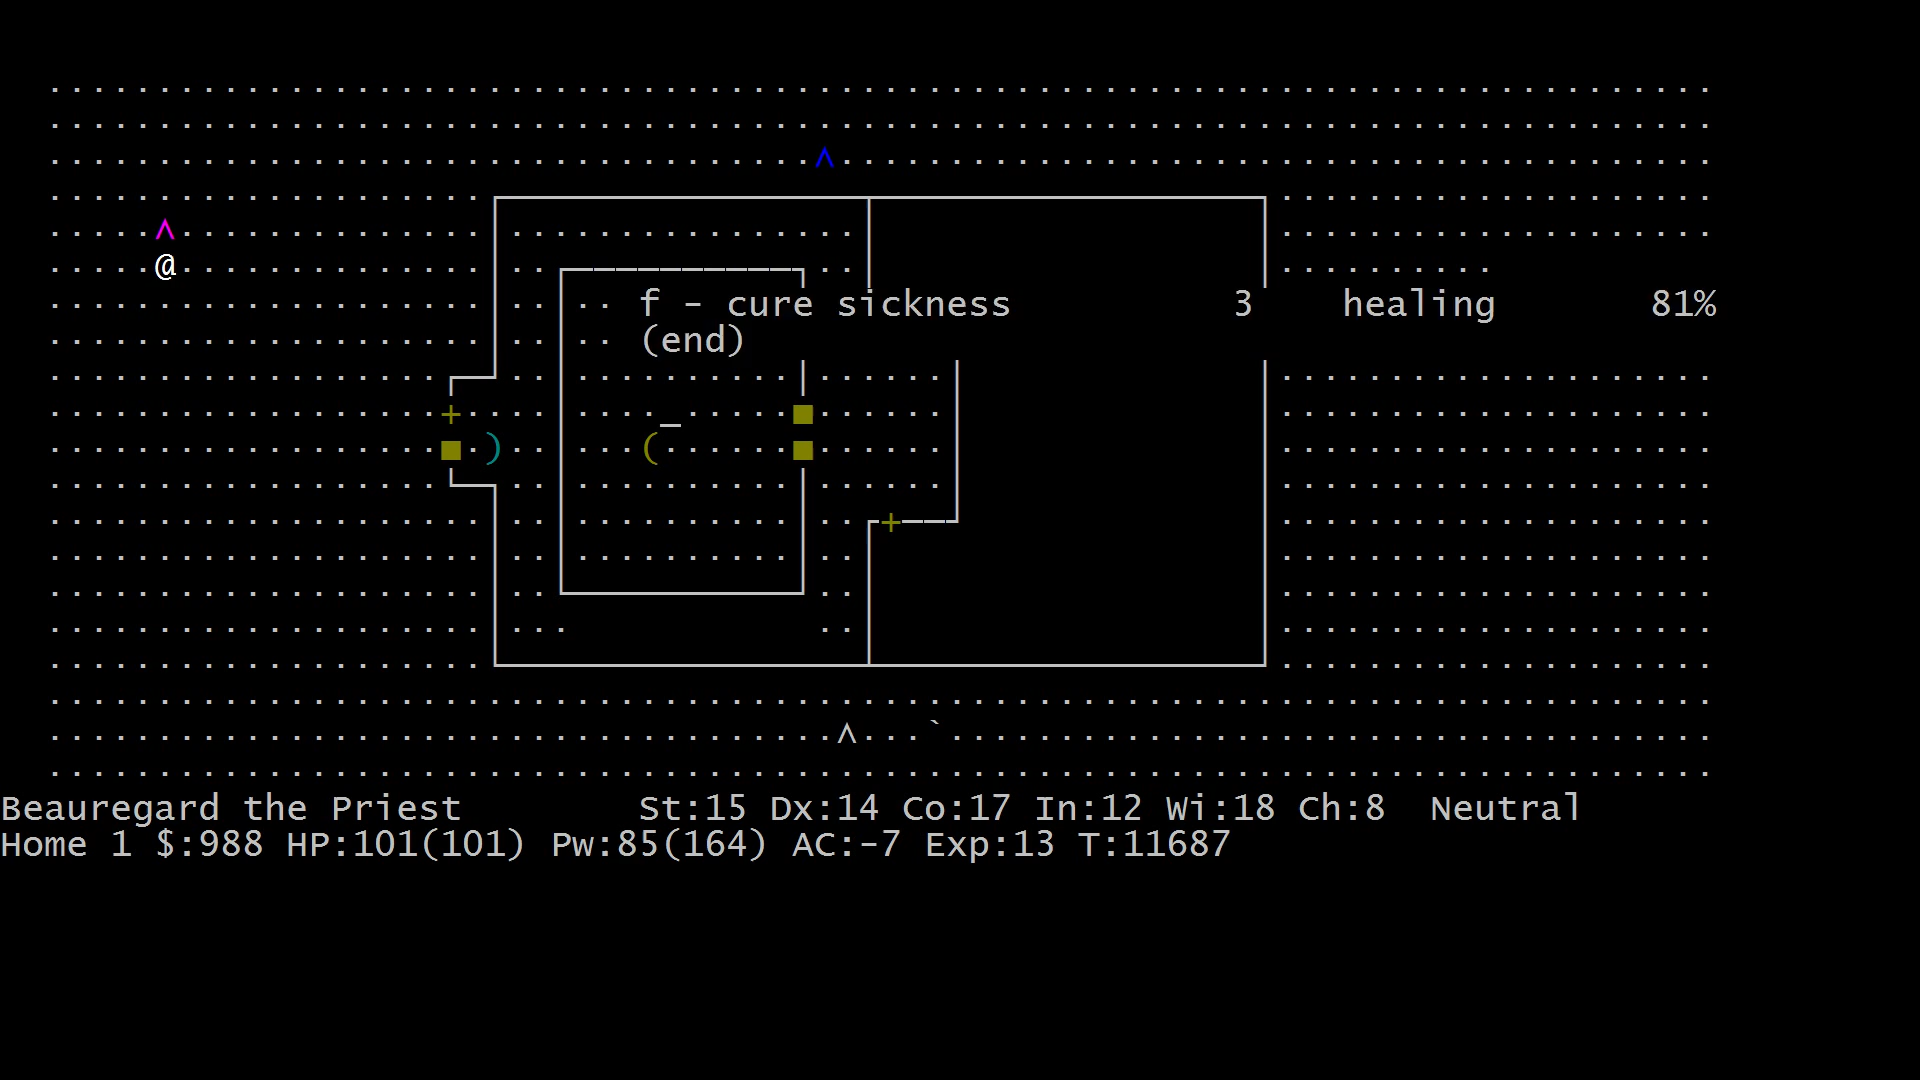 f - cure sickness 3 healing 81%
(end)
Beauregard the Priest St:15 Dx:14 Co:17 In:12 Wi:18 Ch:8 Neutral
Home 1 $:988 HP:101(101) Pw:85(164) AC:-7 Exp:13 T:11687